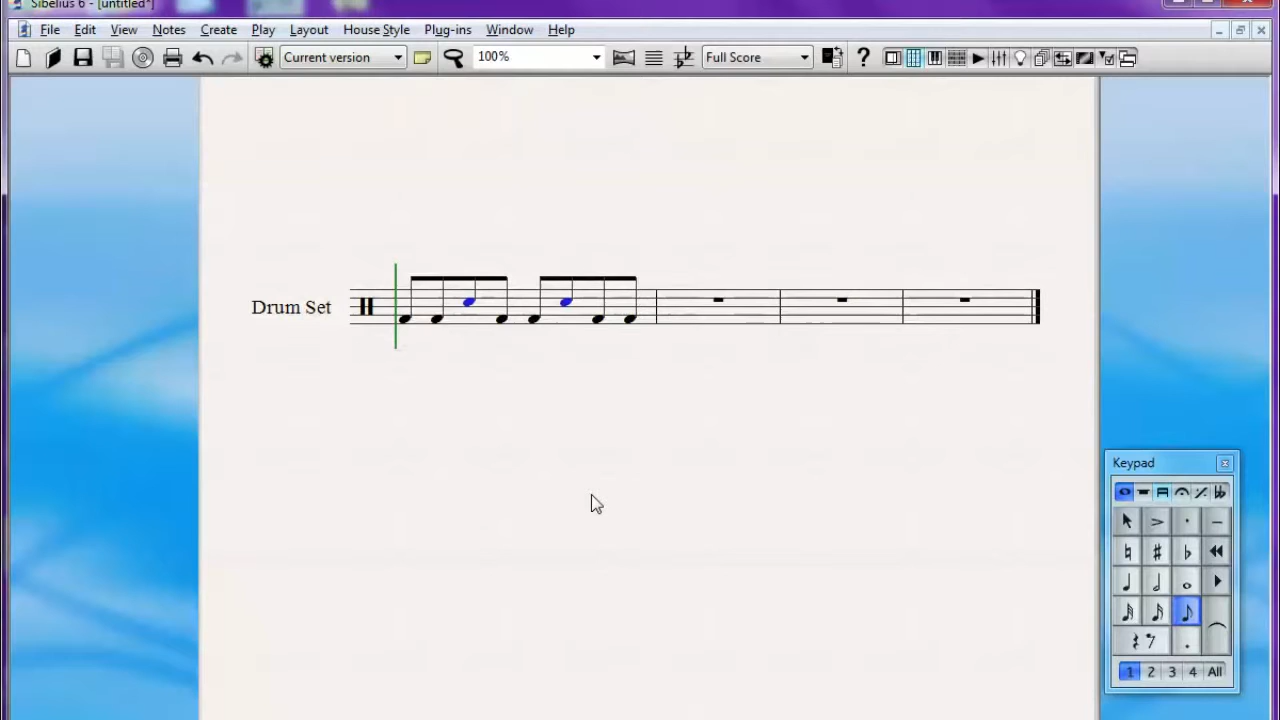 Sibelius 6 - [untitled*]
File Edit View Notes Create Play Layout House Style Plug-ins Window Help
Current version 100% Full Score ?
Drum Set
Keypad
1 2 3 4 All